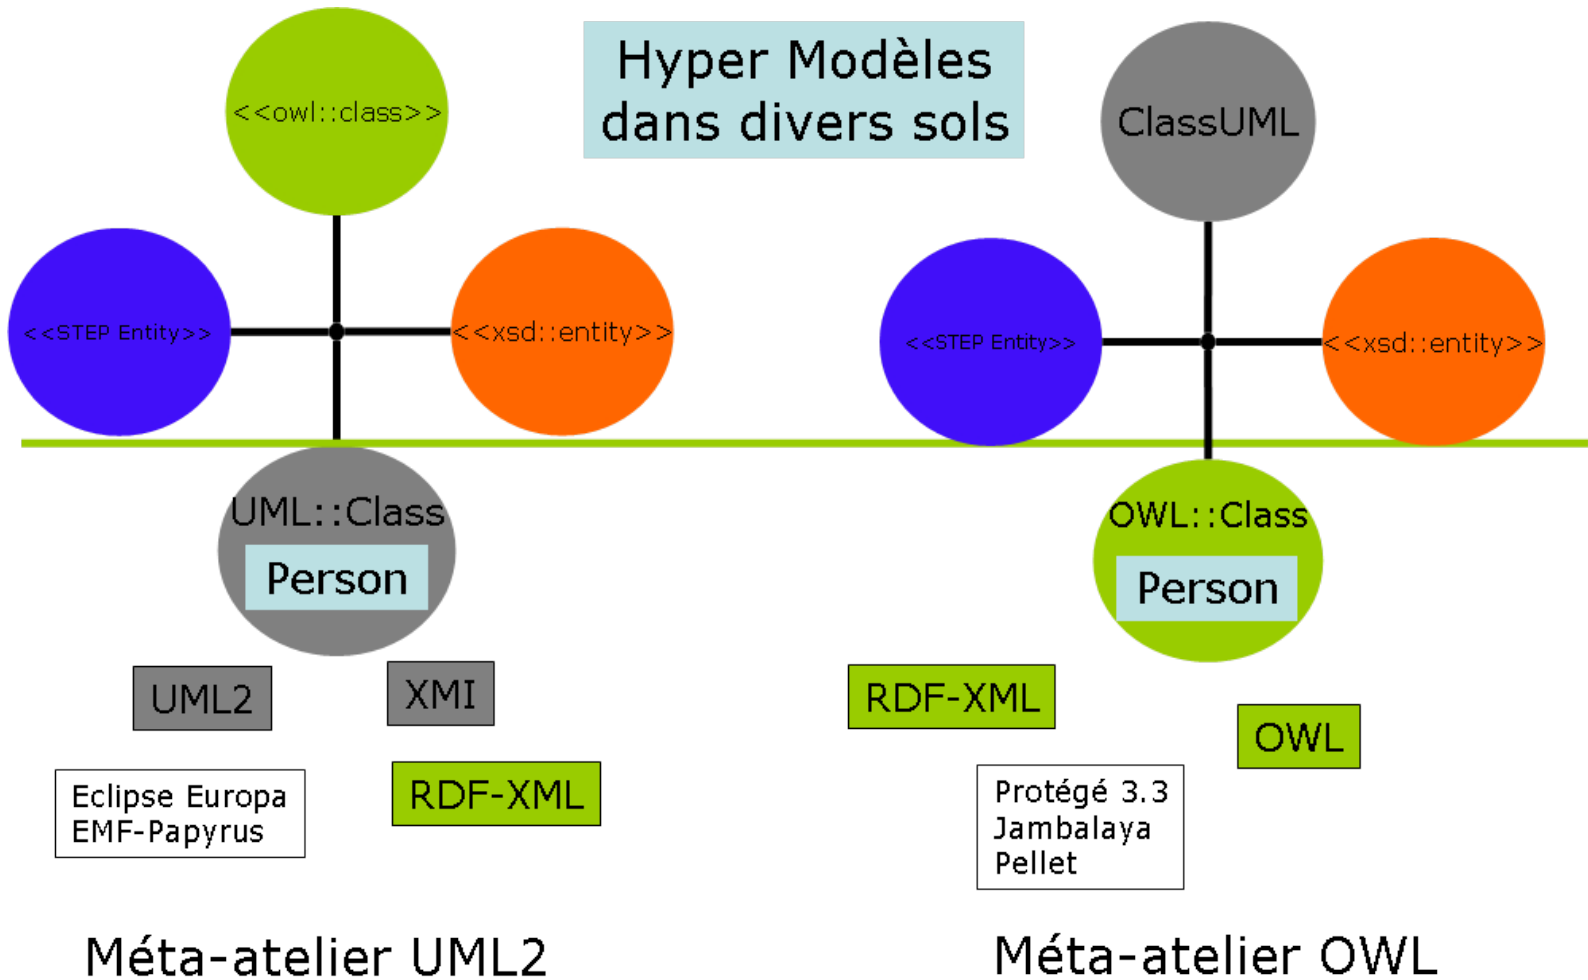 Hyper Modèles
dans divers sols
<<owl::class>>
<<STEP Entity>>
<<xsd::entity>>
UML::Class
Person
UML2
XMI
RDF-XML
Eclipse Europa
EMF-Papyrus
Méta-atelier UML2
ClassUML
<<STEP Entity>>
<<xsd::entity>>
OWL::Class
Person
RDF-XML
OWL
Protégé 3.3
Jambalaya
Pellet
Méta-atelier OWL